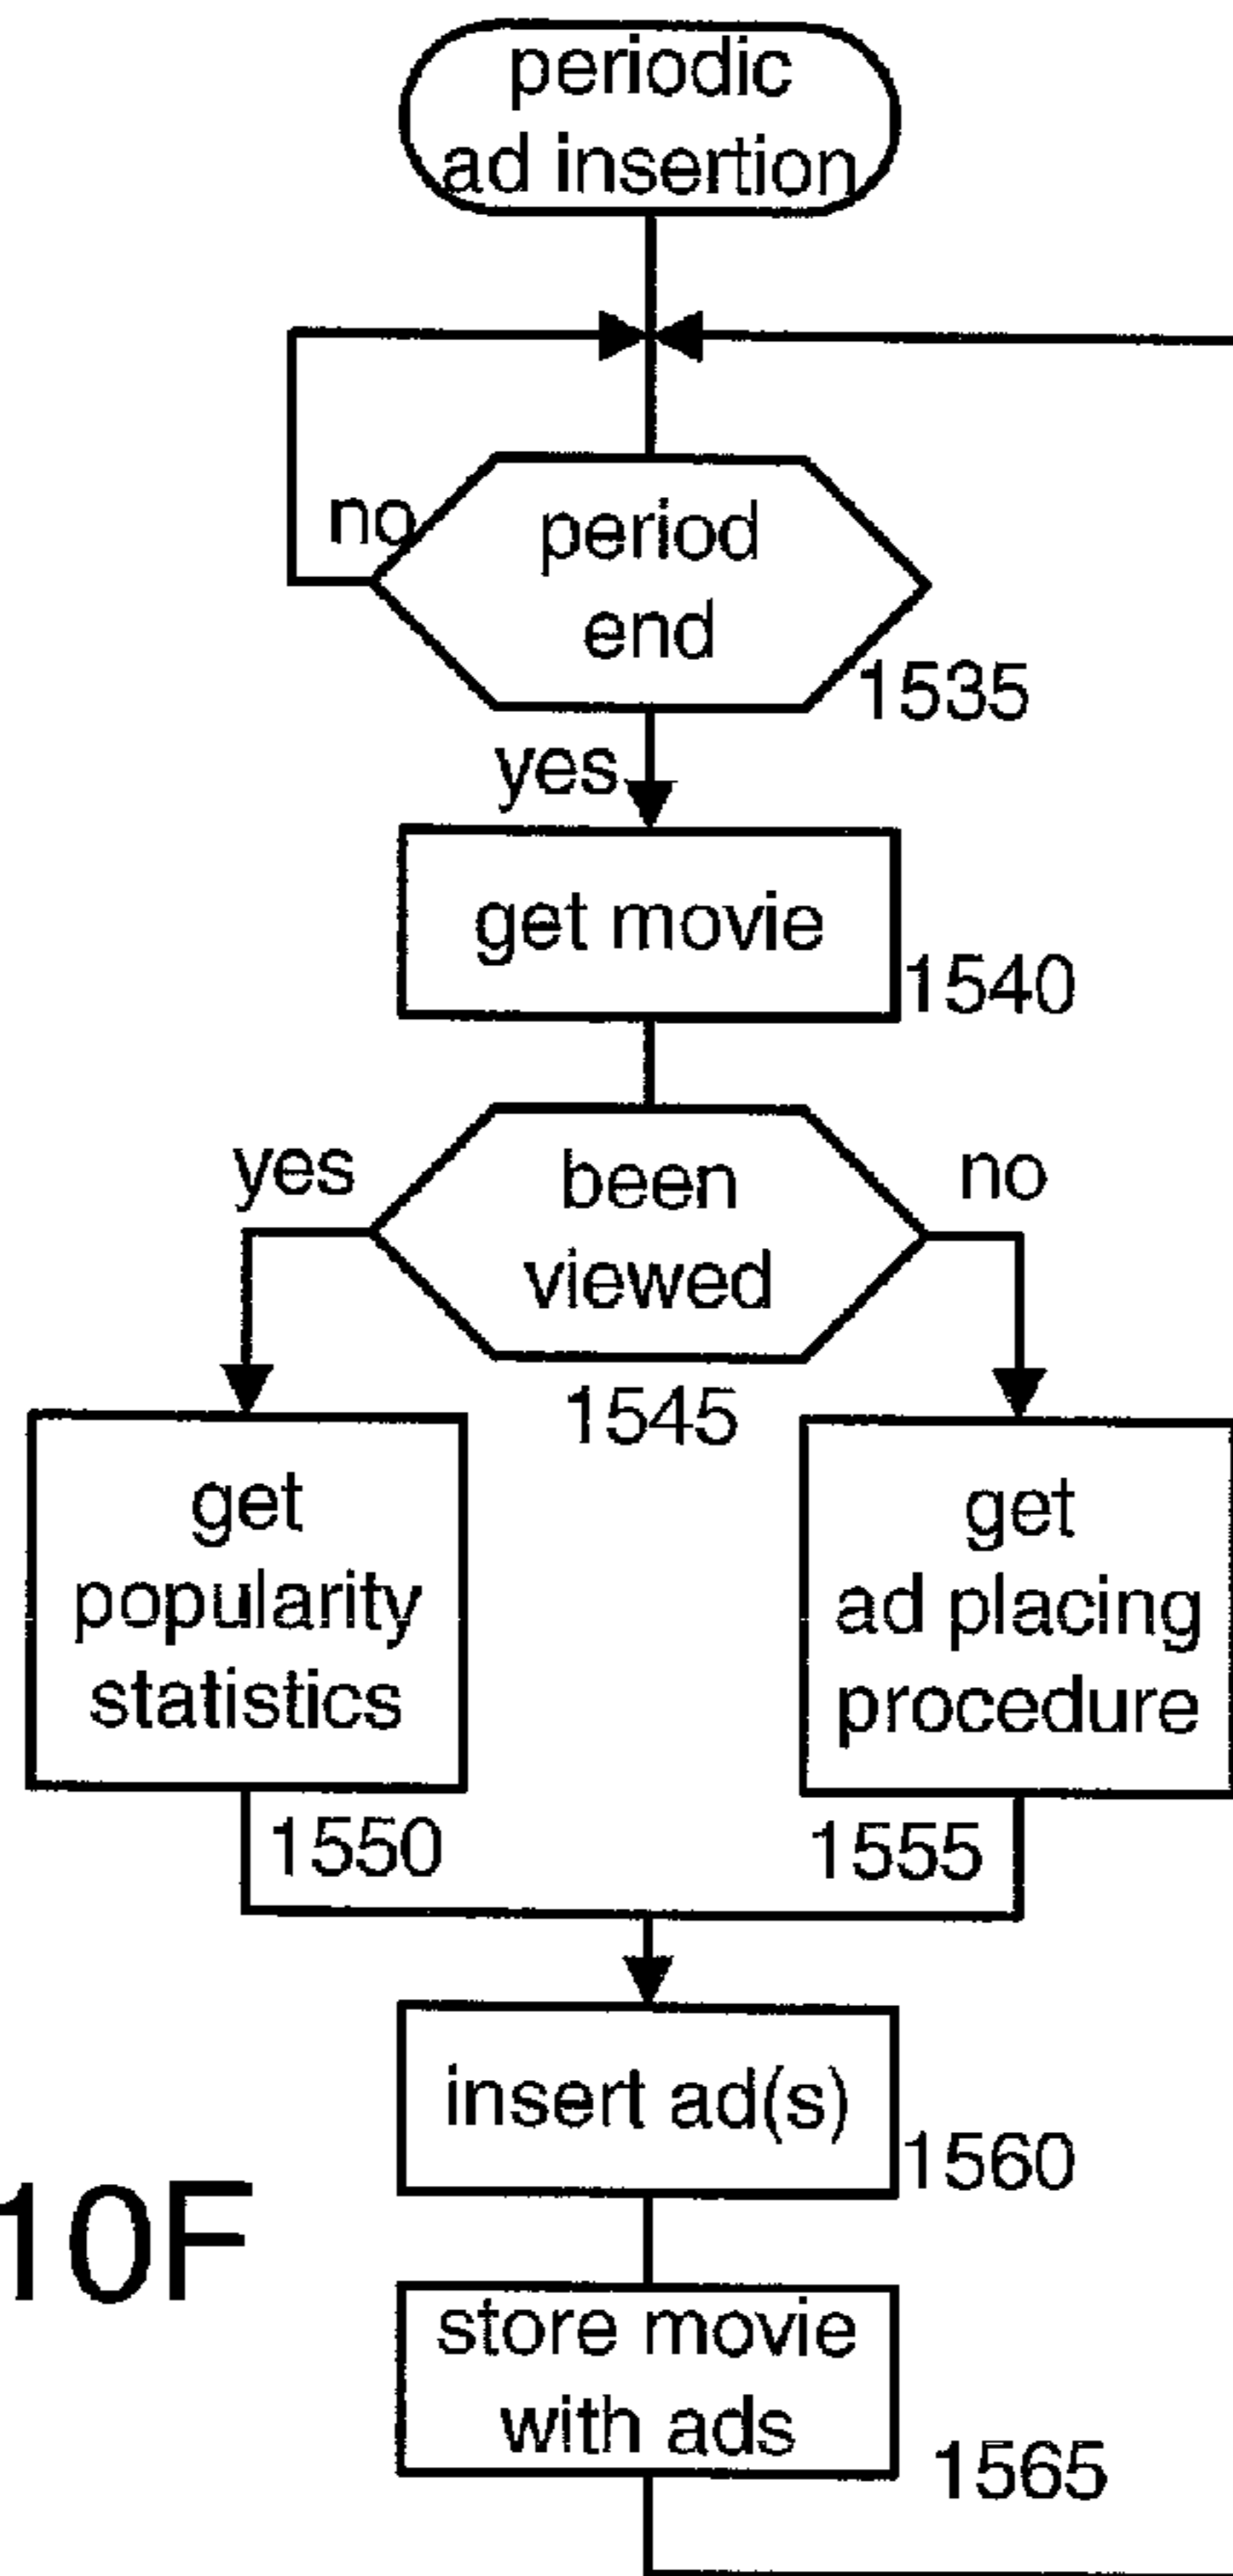 periodic
ad insertion
no
period
end
1535
yes
get movie
1540
yes
been
viewed
no
1545
get
popularity
statistics
get
ad placing
procedure
1550
1555
insert ad(s)
1560
10F
store movie
with ads
1565